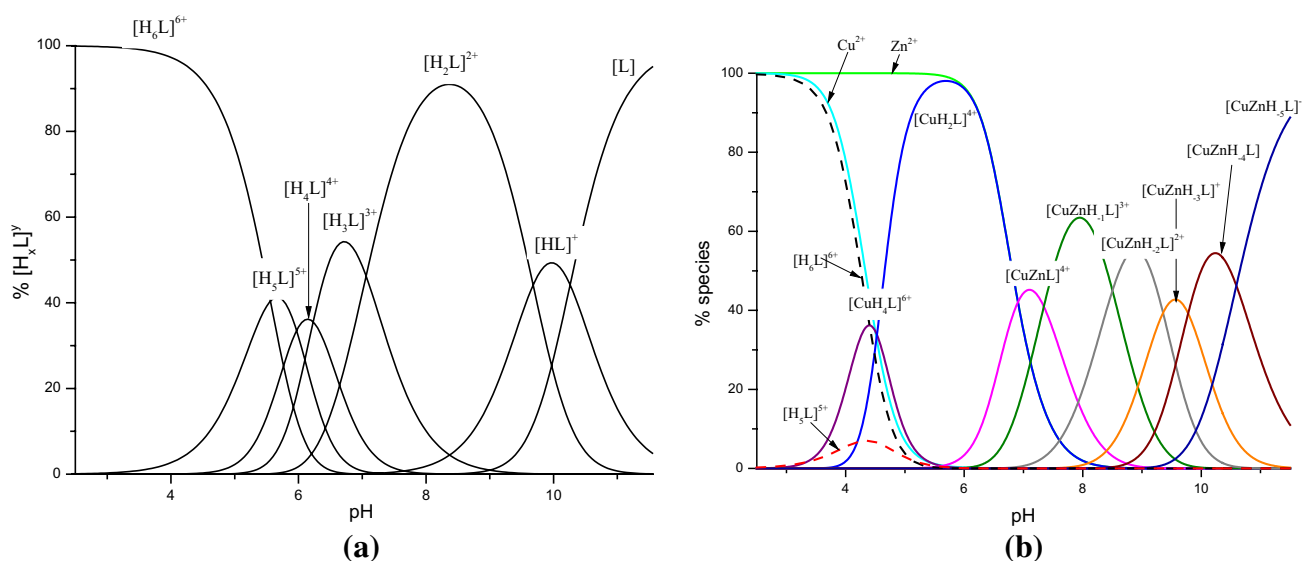 [H₆L]⁶⁺
[H₂L]²⁺
[L]
[H₄L]⁴⁺
[H₃L]³⁺
[H₅L]⁵⁺
[HL]⁺
100
80
60
40
20
0
% [HₓL]ʸ
4 6 8 10
pH
(a)
Cu²⁺
Zn²⁺
[CuH₂L]⁴⁺
[CuZnH₋₅L]⁻
[CuZnH₋₄L]
[CuZnH₋₃L]⁺
[CuZnH₋₁L]³⁺
[CuZnH₋₂L]²⁺
[H₆L]⁶⁺
[CuZnL]⁴⁺
[CuH₄L]⁶⁺
[H₅L]⁵⁺
100
80
60
40
20
0
% species
4 6 8 10
pH
(b)